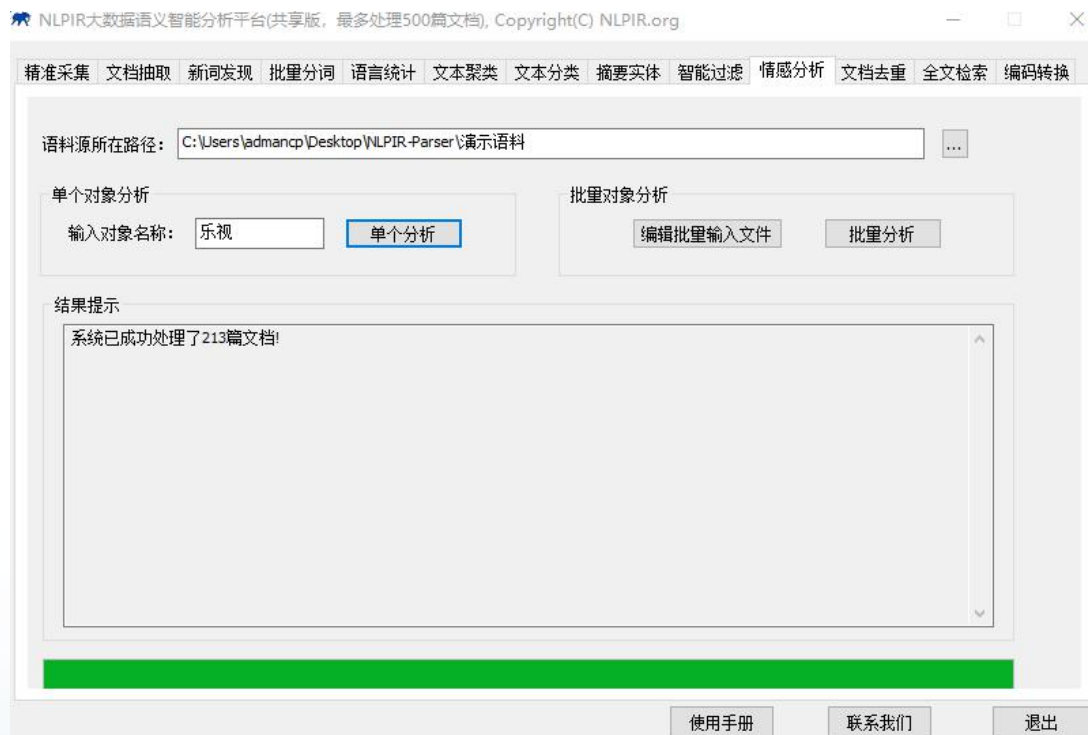 NLPIR大数据语义智能分析平台(共享版，最多处理500篇文档), Copyright(C) NLPIR.org
精准采集 文档抽取 新词发现 批量分词 语言统计 文本聚类 文本分类 摘要实体 智能过滤 情感分析 文档去重 全文检索 编码转换
语料源所在路径： C:\Users\admancp\Desktop\NLPIR-Parser\演示语料 ...
单个对象分析 批量对象分析
输入对象名称： 乐视 单个分析 编辑批量输入文件 批量分析
结果提示
系统已成功处理了213篇文档!
使用手册 联系我们 退出